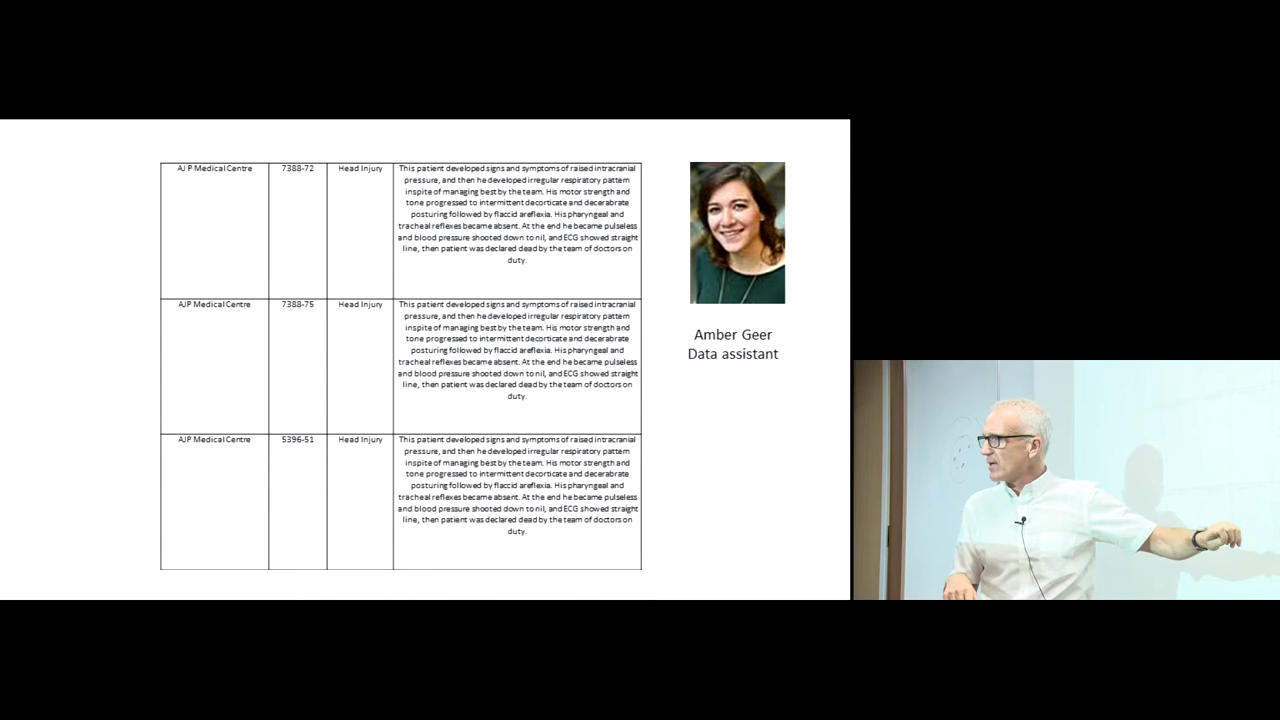 AJ P Medical Centre
7388-72
Head Injury
This patient developed signs and symptoms of raised intracranial
pressure, and then he developed irregular respiratory pattern
inspite of managing best by the team. His motor strength and
tone progressed to intermittent decorticate and decerabrate
posturing followed by flaccid areflexia. His pharyngeal and
tracheal reflexes became absent. At the end he became pulseless
and blood pressure shooted down to nil, and ECG showed straight
line, then patient was declared dead by the team of doctors on
duty.
AJP Medical Centre
7388-75
Head Injury
This patient developed signs and symptoms of raised intracranial
pressure, and then he developed irregular respiratory pattern
inspite of managing best by the team. His motor strength and
tone progressed to intermittent decorticate and decerabrate
posturing followed by flaccid areflexia. His pharyngeal and
tracheal reflexes became absent. At the end he became pulseless
and blood pressure shooted down to nil, and ECG showed straight
line, then patient was declared dead by the team of doctors on
duty.
AJP Medical Centre
5396-51
Head Injury
This patient developed signs and symptoms of raised intracranial
pressure, and then he developed irregular respiratory pattern
inspite of managing best by the team. His motor strength and
tone progressed to intermittent decorticate and decerabrate
posturing followed by flaccid areflexia. His pharyngeal and
tracheal reflexes became absent. At the end he became pulseless
and blood pressure shooted down to nil, and ECG showed straight
line, then patient was declared dead by the team of doctors on
duty.
Amber Geer
Data assistant